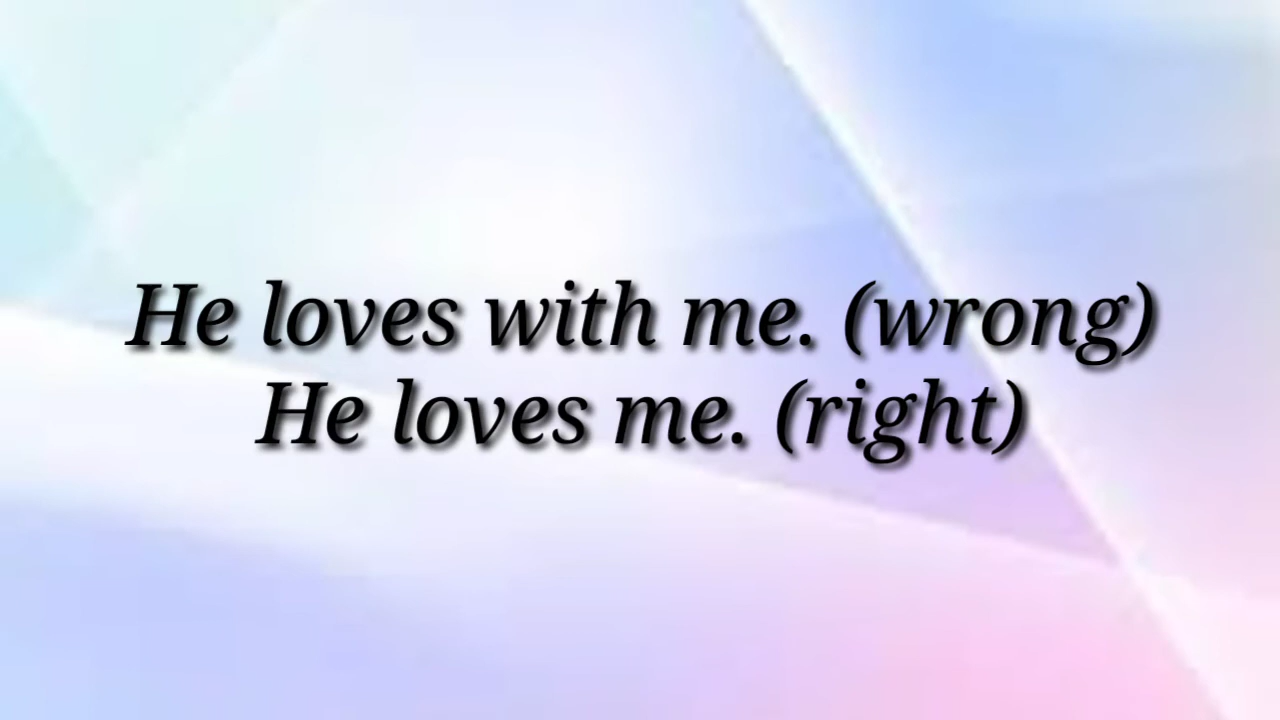 He loves with me. (wrong)
He loves me. (right)